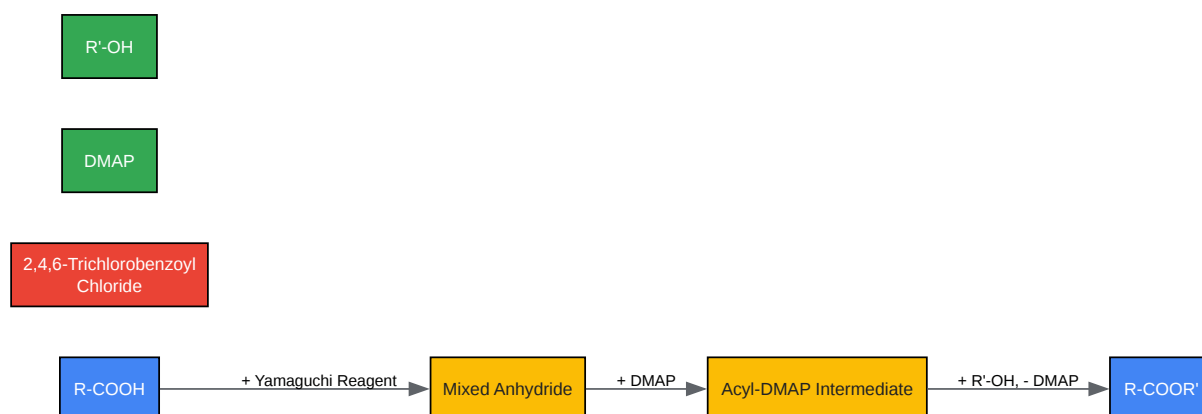 R'-OH
DMAP
2,4,6-Trichlorobenzoyl
Chloride
R-COOH
+ Yamaguchi Reagent
Mixed Anhydride
+ DMAP
Acyl-DMAP Intermediate
+ R'-OH, - DMAP
R-COOR'